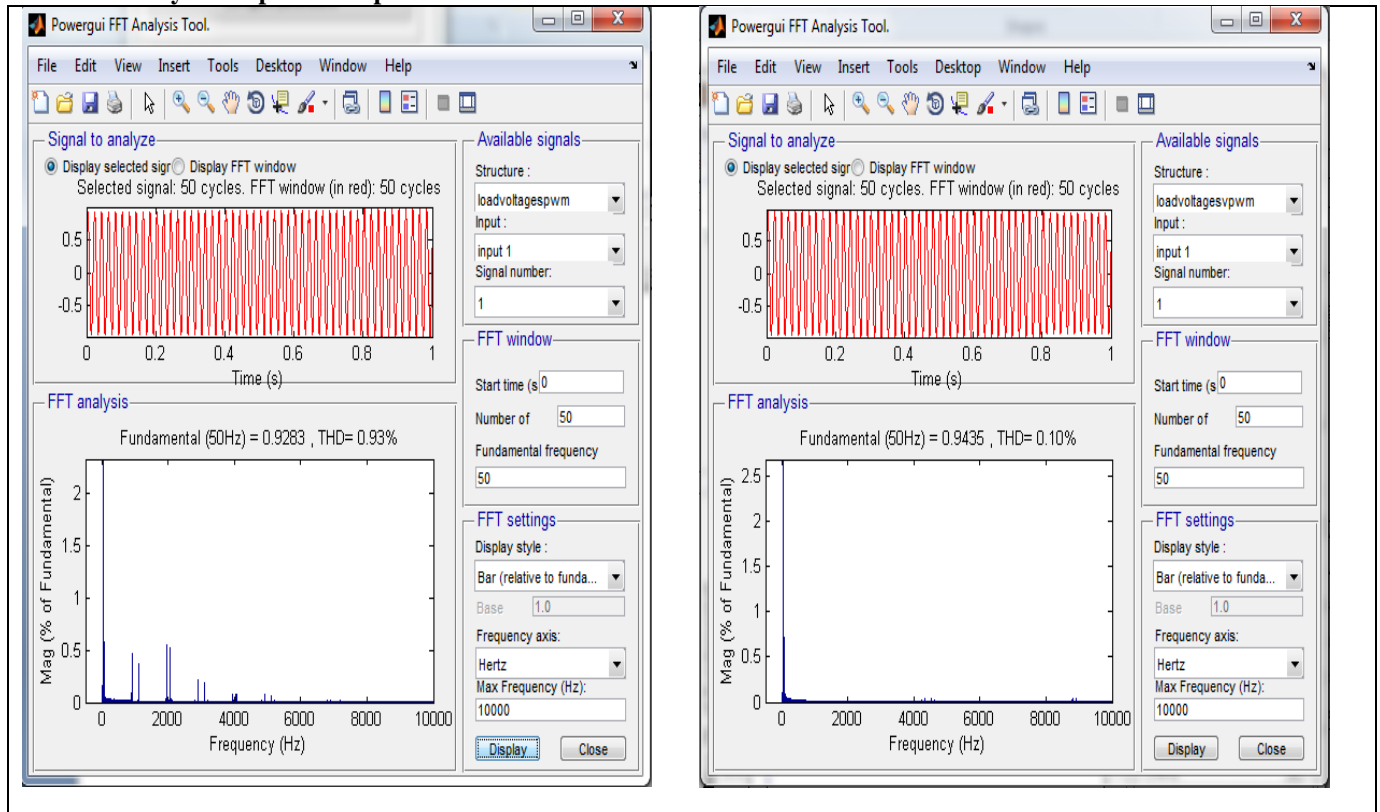 Powergui FFT Analysis Tool.
File Edit View Insert Tools Desktop Window Help
Signal to analyze
Display selected sigr Display FFT window
Selected signal: 50 cycles. FFT window (in red): 50 cycles
0.5
0
-0.5
0 0.2 0.4 0.6 0.8 1
Time (s)
FFT analysis
Fundamental (50Hz) = 0.9283 , THD= 0.93%
Mag (% of Fundamental)
2
1.5
1
0.5
0
0 2000 4000 6000 8000 10000
Frequency (Hz)
Available signals
Structure :
loadvoltagespwm
Input :
input 1
Signal number:
1
FFT window
Start time (s 0
Number of 50
Fundamental frequency
50
FFT settings
Display style :
Bar (relative to funda...
Base 1.0
Frequency axis:
Hertz
Max Frequency (Hz):
10000
Display Close
Powergui FFT Analysis Tool.
File Edit View Insert Tools Desktop Window Help
Signal to analyze
Display selected sigr Display FFT window
Selected signal: 50 cycles. FFT window (in red): 50 cycles
0.5
0
-0.5
0 0.2 0.4 0.6 0.8 1
Time (s)
FFT analysis
Fundamental (50Hz) = 0.9435 , THD= 0.10%
Mag (% of Fundamental)
2.5
2
1.5
1
0.5
0
0 2000 4000 6000 8000 10000
Frequency (Hz)
Available signals
Structure :
loadvoltagesvpwm
Input :
input 1
Signal number:
1
FFT window
Start time (s 0
Number of 50
Fundamental frequency
50
FFT settings
Display style :
Bar (relative to funda...
Base 1.0
Frequency axis:
Hertz
Max Frequency (Hz):
10000
Display Close